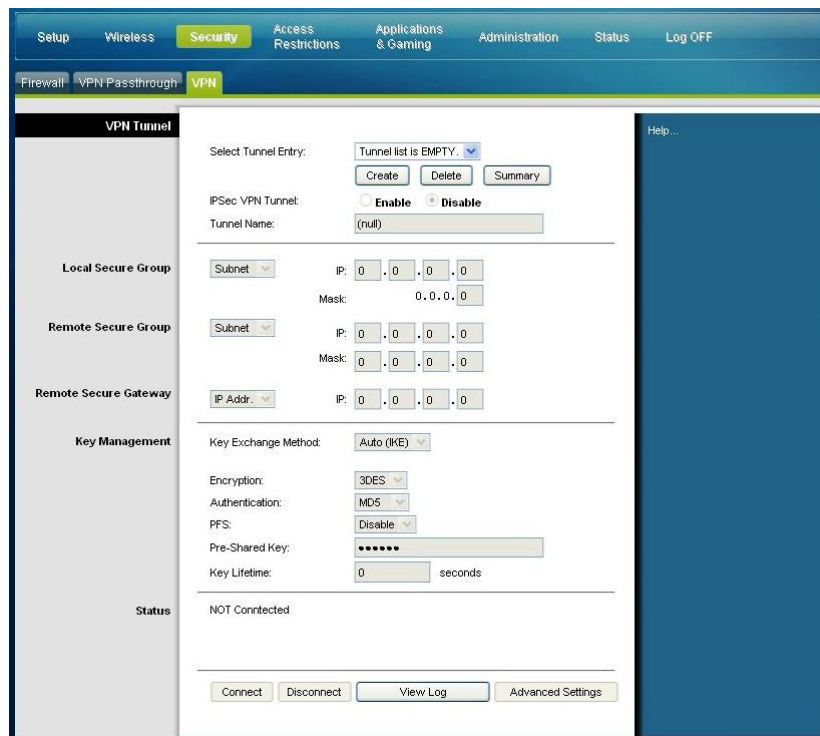 Setup Wireless Security Access Restrictions Applications & Gaming Administration Status Log OFF
Firewall VPN Passthrough VPN
VPN Tunnel
Help...
Select Tunnel Entry: Tunnel list is EMPTY.
Create Delete Summary
IPSec VPN Tunnel: Enable Disable
Tunnel Name: (null)
Local Secure Group Subnet IP: 0 . 0 . 0 . 0
Mask: 0.0.0. 0
Remote Secure Group Subnet IP: 0 . 0 . 0 . 0
Mask: 0 . 0 . 0 . 0
Remote Secure Gateway IP Addr. IP: 0 . 0 . 0 . 0
Key Management Key Exchange Method: Auto (IKE)
Encryption: 3DES
Authentication: MD5
PFS: Disable
Pre-Shared Key: ••••••
Key Lifetime: 0 seconds
Status NOT Conntected
Connect Disconnect View Log Advanced Settings